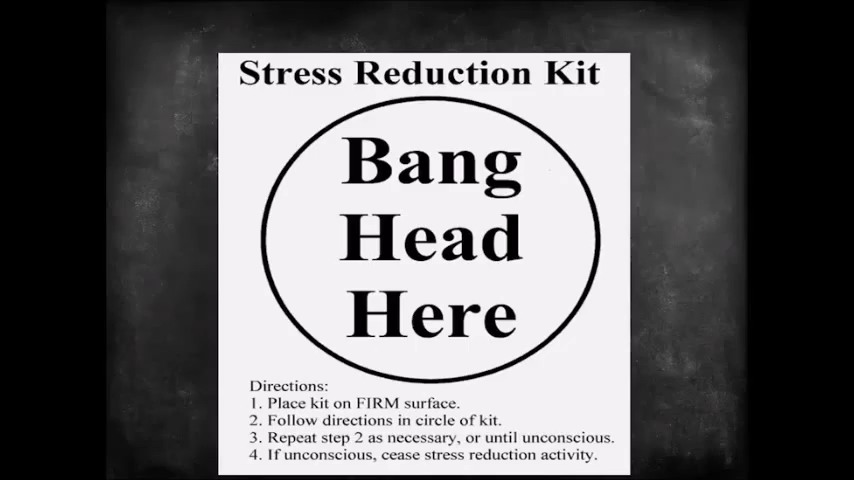 Stress Reduction Kit
Bang
Head
Here
Directions:
1. Place kit on FIRM surface.
2. Follow directions in circle of kit.
3. Repeat step 2 as necessary, or until unconscious.
4. If unconscious, cease stress reduction activity.